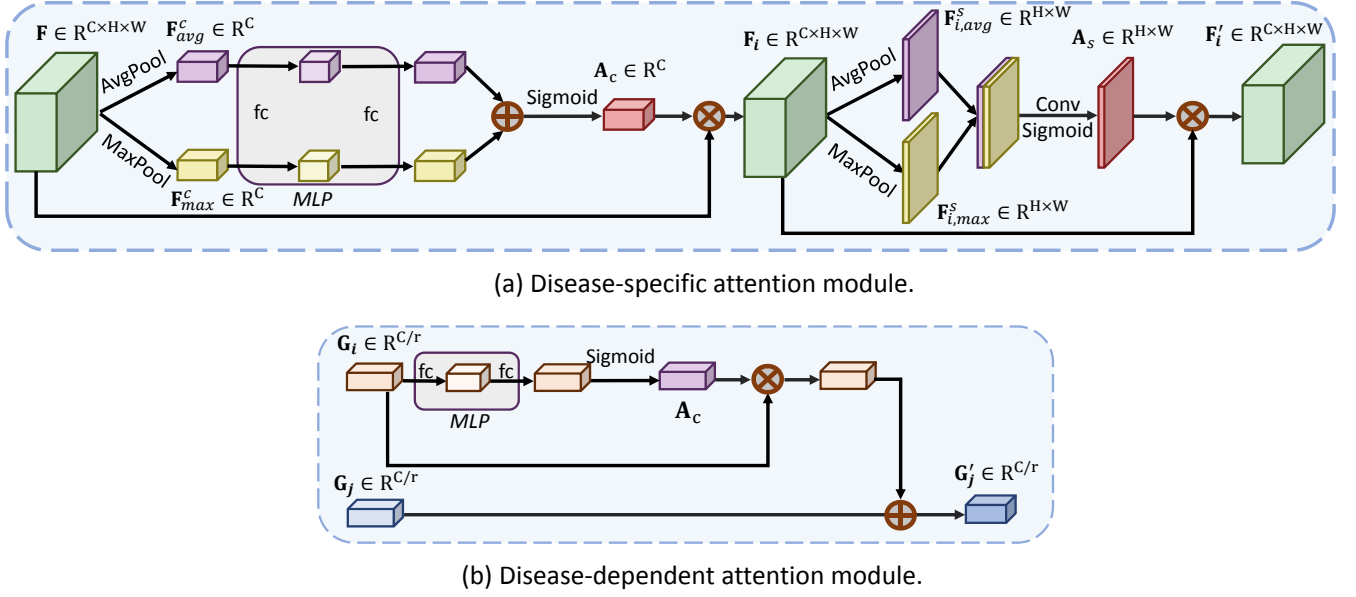 F ∈ R^{C×H×W}
F^c_{avg} ∈ R^C
AvgPool
MaxPool
fc
fc
F^c_{max} ∈ R^C
MLP
Sigmoid
A_c ∈ R^C
F_i ∈ R^{C×H×W}
F^s_{i,avg} ∈ R^{H×W}
AvgPool
MaxPool
F^s_{i,max} ∈ R^{H×W}
Conv
Sigmoid
A_s ∈ R^{H×W}
F'_i ∈ R^{C×H×W}
(a) Disease-specific attention module.
G_i ∈ R^{C/r}
fc
fc
MLP
Sigmoid
A_c
G_j ∈ R^{C/r}
G'_j ∈ R^{C/r}
(b) Disease-dependent attention module.